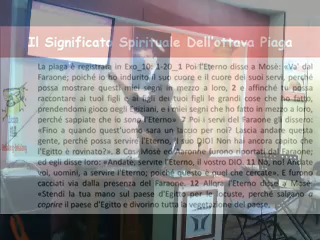 Il Significato Spirituale Dell'ottava Piaga
La piaga è registrata in Exo_10: 1-20_1 Poi l'Eterno disse a Mosè: «Va' dal
Faraone; poiché io ho indurito il suo cuore e il cuore dei suoi servi, perché
possa mostrare questi miei segni in mezzo a loro, 2 e affinché tu possa
raccontare ai tuoi figli e ai figli dei tuoi figli le grandi cose che ho fatto,
prendendomi gioco degli Egiziani, e i miei segni che ho fatto in mezzo a loro,
perché sappiate che io sono l'Eterno». 7 Poi i servi del Faraone gli dissero:
«Fino a quando quest'uomo sarà un laccio per noi? Lascia andare questa
gente, perché possa servire l'Eterno, il suo DIO! Non hai ancora capito che
l'Egitto è rovinato?». 8 Così Mosè ed Aaronne furono riportati dal Faraone;
ed egli disse loro: «Andate, servite l'Eterno, il vostro DIO. 11 No, no! Andate
voi, uomini, a servire l'Eterno; poiché questo è quel che cercate». E furono
cacciati via dalla presenza del Faraone. 12 Allora l'Eterno disse a Mosè:
«Stendi la tua mano sul paese d'Egitto per le locuste, perché salgano a
coprire il paese d'Egitto e divorino tutta la vegetazione del paese,